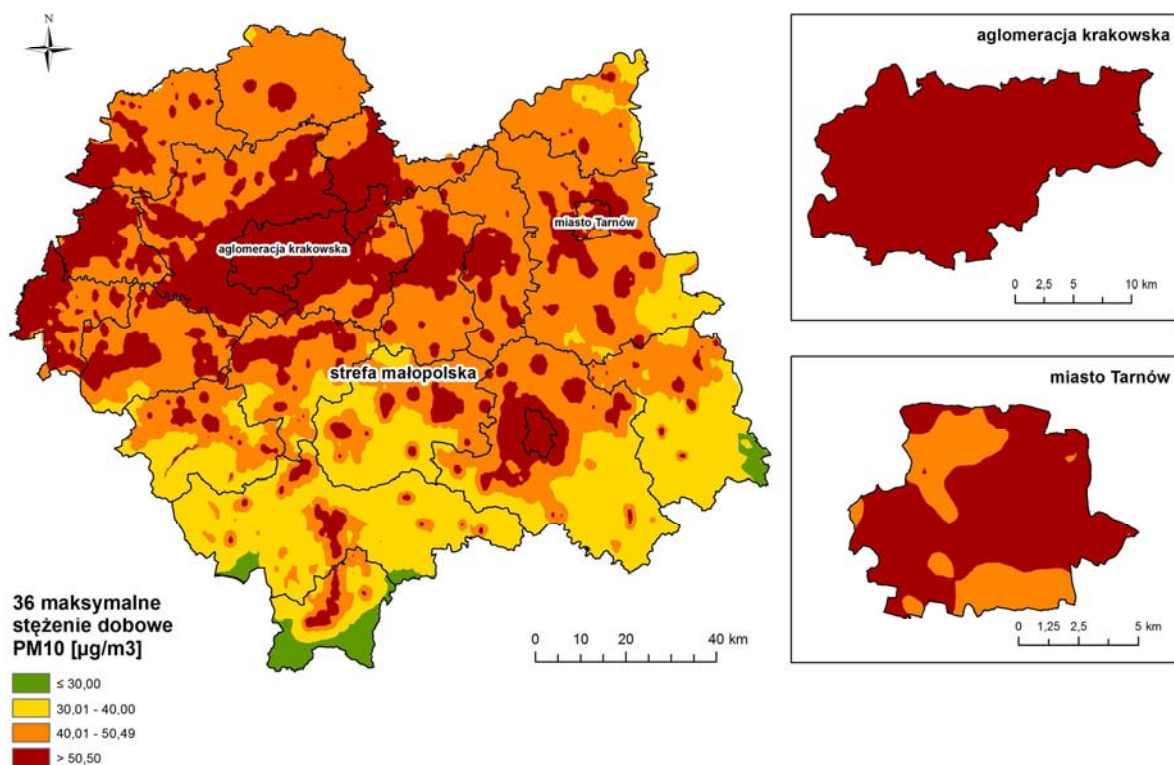 N
aglomeracja krakowska
miasto Tarnów
strefa małopolska
36 maksymalne
stężenie dobowe
PM10 [µg/m3]
≤ 30,00
30,01 - 40,00
40,01 - 50,49
> 50,50
0 10 20 40 km
aglomeracja krakowska
0 2,5 5 10 km
miasto Tarnów
0 1,25 2,5 5 km